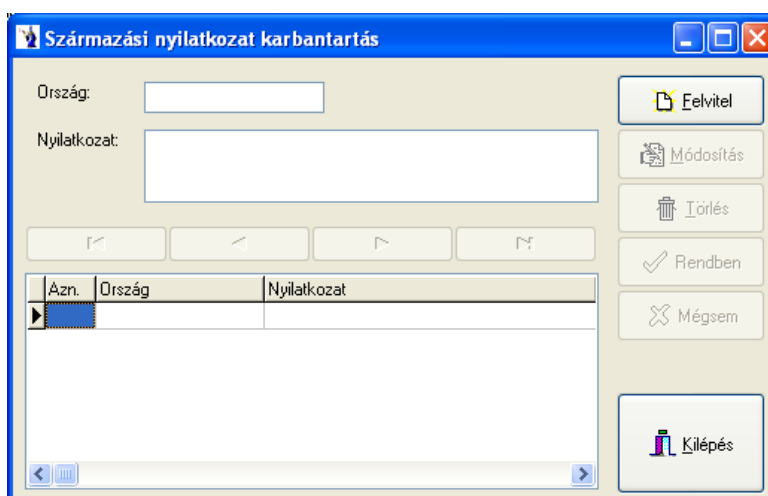 Származási nyilatkozat karbantartás
Ország:
Nyilatkozat:
Felvitel
Módosítás
Törlés
Rendben
Mégsem
Azn. Ország Nyilatkozat
Kilépés